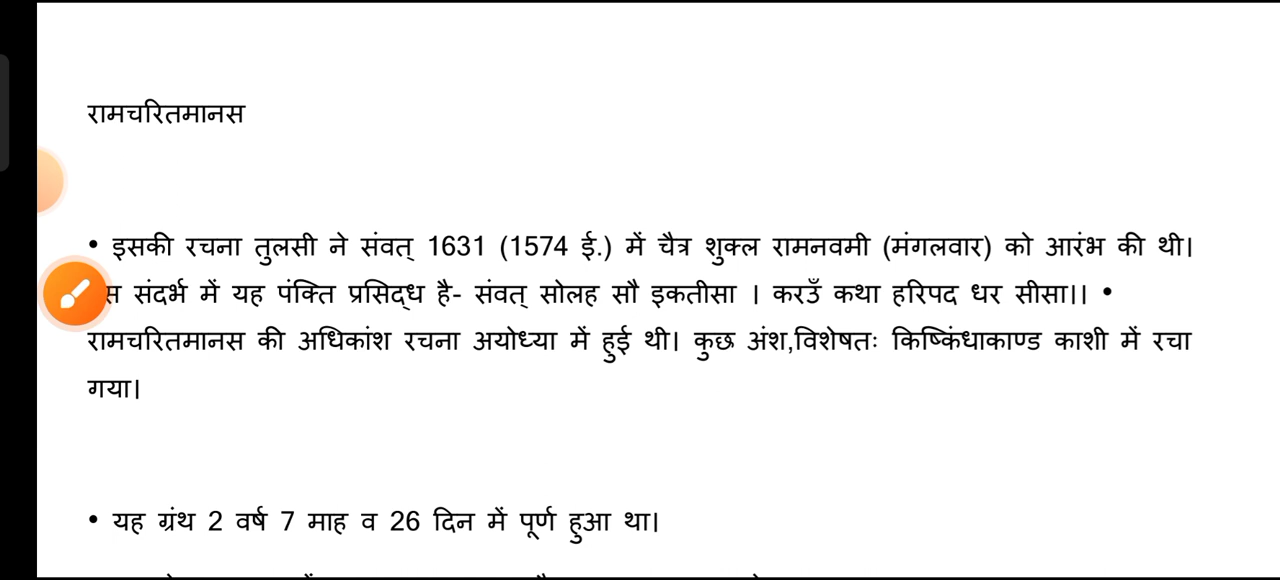 रामचरितमानस
• इसकी रचना तुलसी ने संवत् 1631 (1574 ई.) में चैत्र शुक्ल रामनवमी (मंगलवार) को आरंभ की थी।
स संदर्भ में यह पंक्ति प्रसिद्ध है- संवत् सोलह सौ इकतीसा । करउँ कथा हरिपद धर सीसा।। •
रामचरितमानस की अधिकांश रचना अयोध्या में हुई थी। कुछ अंश,विशेषतः किष्किंधाकाण्ड काशी में रचा
गया।
• यह ग्रंथ 2 वर्ष 7 माह व 26 दिन में पूर्ण हुआ था।